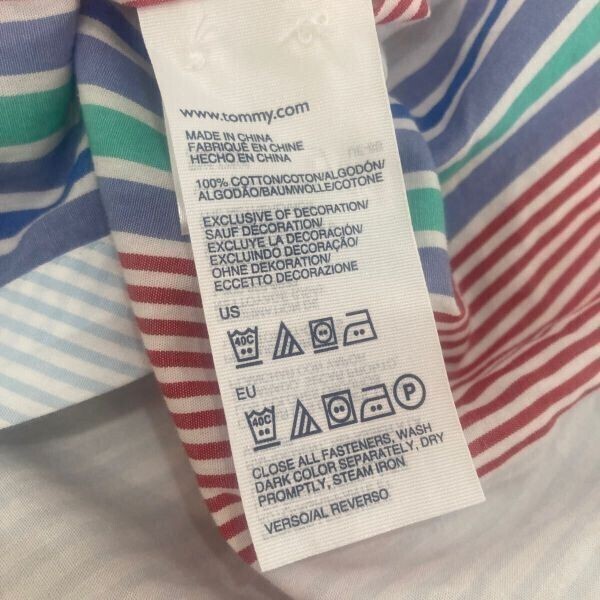 www.tommy.com
MADE IN CHINA
FABRIQUÉ EN CHINE
HECHO EN CHINA
100% COTTON/COTON/ALGODÓN/
ALGODÃO/BAUMWOLLE/COTONE
EXCLUSIVE OF DECORATION/
SAUF DÉCORATION/
EXCLUYE LA DECORACIÓN/
EXCLUINDO DECORAÇÃO/
OHNE DEKORATION/
ECCETTO DECORAZIONE
US
40C
EU
40C P
CLOSE ALL FASTENERS, WASH
DARK COLOR SEPARATELY, DRY
PROMPTLY, STEAM IRON
VERSO/AL REVERSO